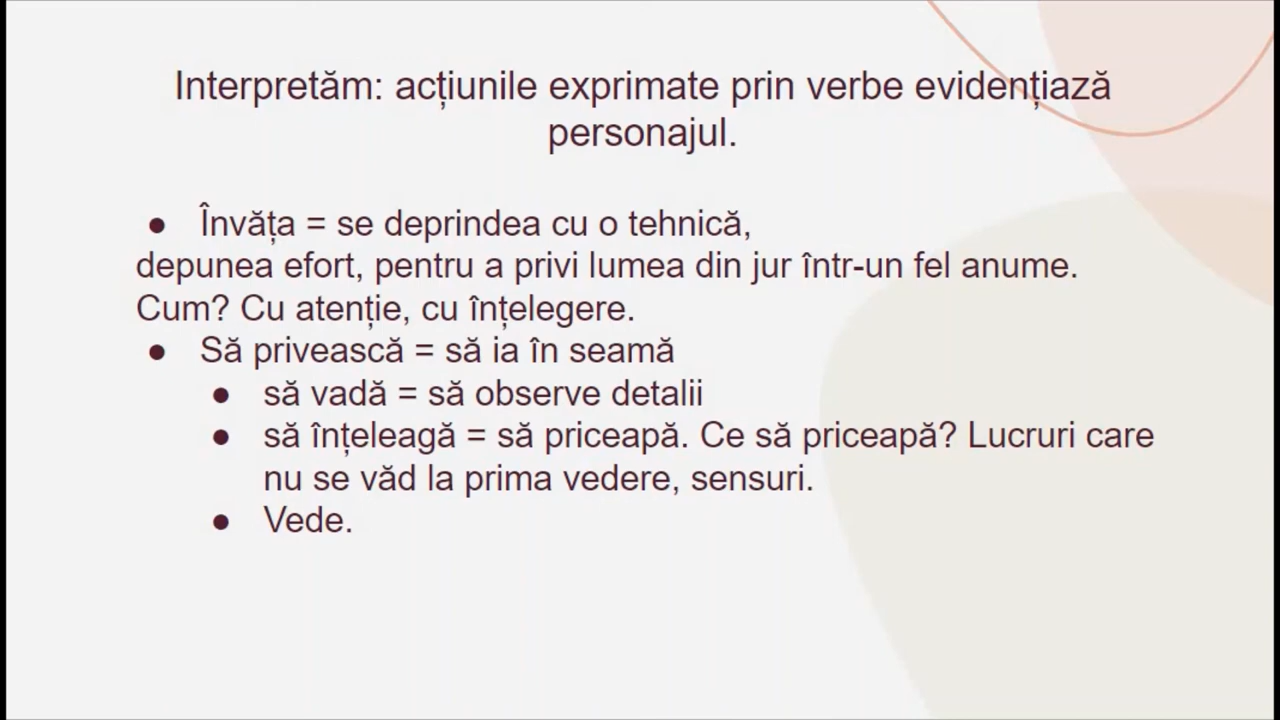 Interpretăm: acțiunile exprimate prin verbe evidențiază
personajul.
● Învăța = se deprindea cu o tehnică,
depunea efort, pentru a privi lumea din jur într-un fel anume.
Cum? Cu atenție, cu înțelegere.
● Să privească = să ia în seamă
● să vadă = să observe detalii
● să înțeleagă = să priceapă. Ce să priceapă? Lucruri care
nu se văd la prima vedere, sensuri.
● Vede.